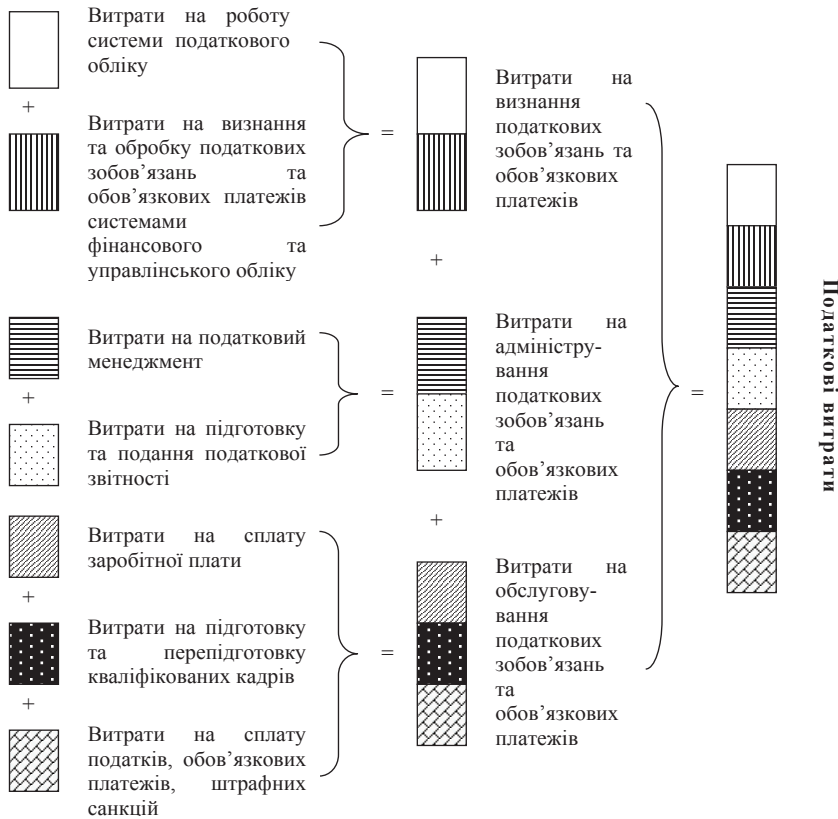 Витрати на роботу
системи податкового
обліку
+
Витрати на визнання
та обробку податкових
зобов’язань та
обов’язкових платежів
системами
фінансового та
управлінського обліку
Витрати на податковий
менеджмент
+
Витрати на підготовку
та подання податкової
звітності
Витрати на сплату
заробітної плати
+
Витрати на підготовку
та перепідготовку
кваліфікованих кадрів
+
Витрати на сплату
податків, обов’язкових
платежів, штрафних
санкцій
=
Витрати на
визнання
податкових
зобов’язань та
обов’язкових
платежів
+
=
Витрати на
адміністру-
вання
податкових
зобов’язань
та
обов’язкових
платежів
+
=
Витрати на
обслугову-
вання
податкових
зобов’язань
та
обов’язкових
платежів
=
Податкові витрати